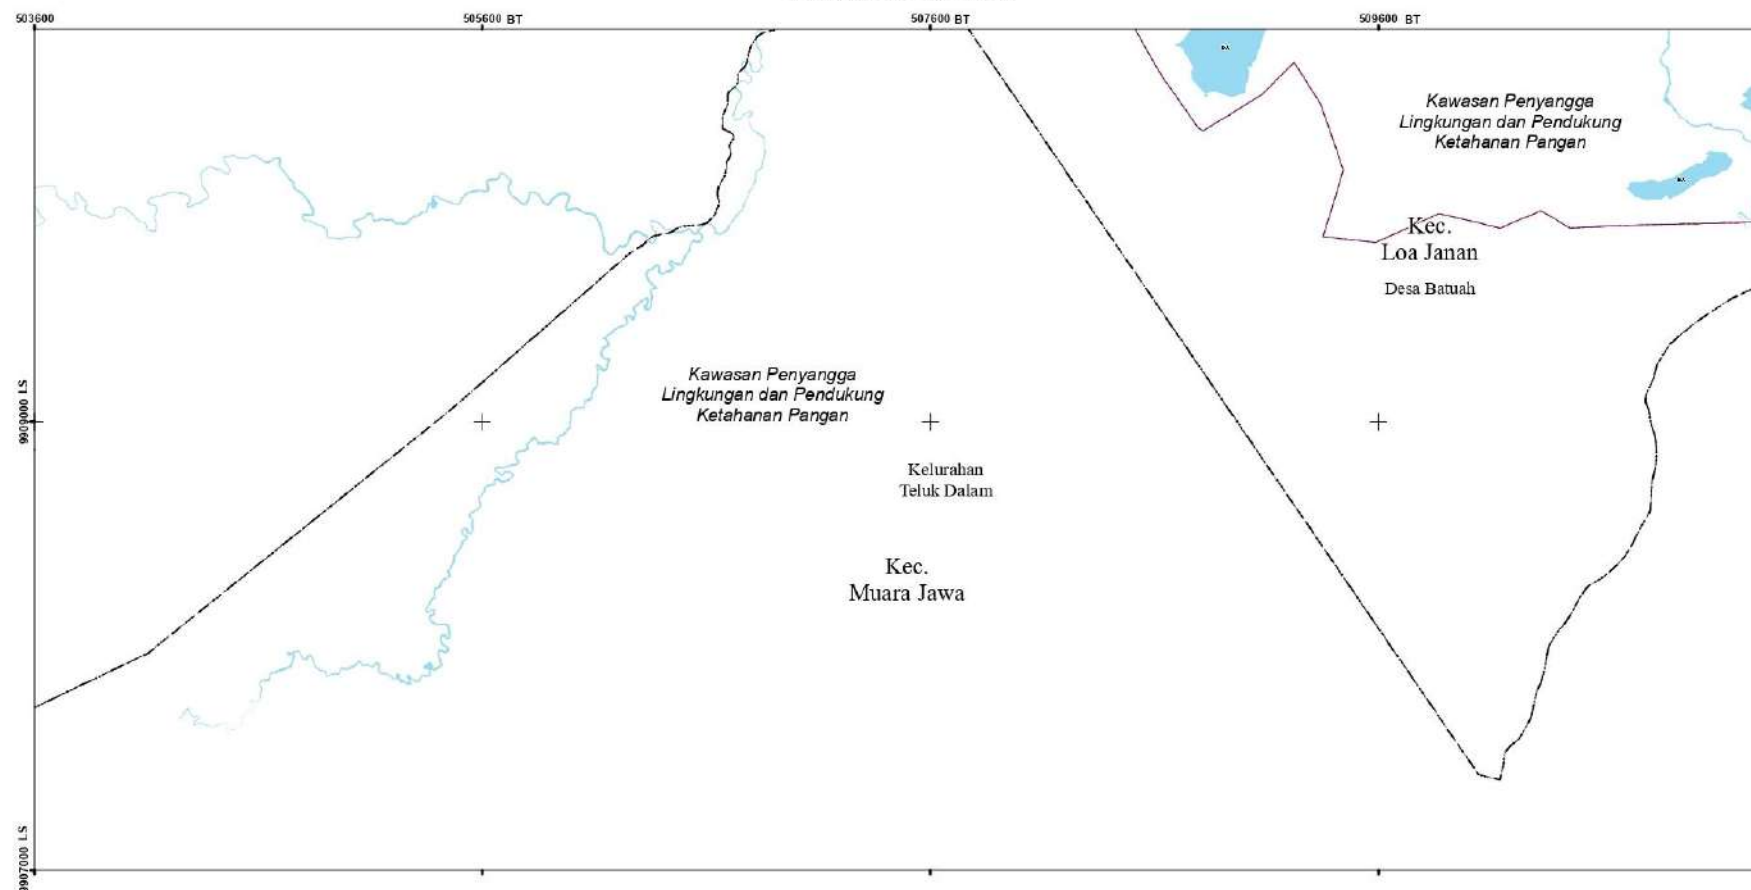 503600
505600 BT
507600 BT
509600 BT
Kawasan Penyangga
Lingkungan dan Pendukung
Ketahanan Pangan
Kec.
Loa Janan
Desa Batuah
Kawasan Penyangga
Lingkungan dan Pendukung
Ketahanan Pangan
9909000 LS
Kelurahan
Teluk Dalam
Kec.
Muara Jawa
9907000 LS